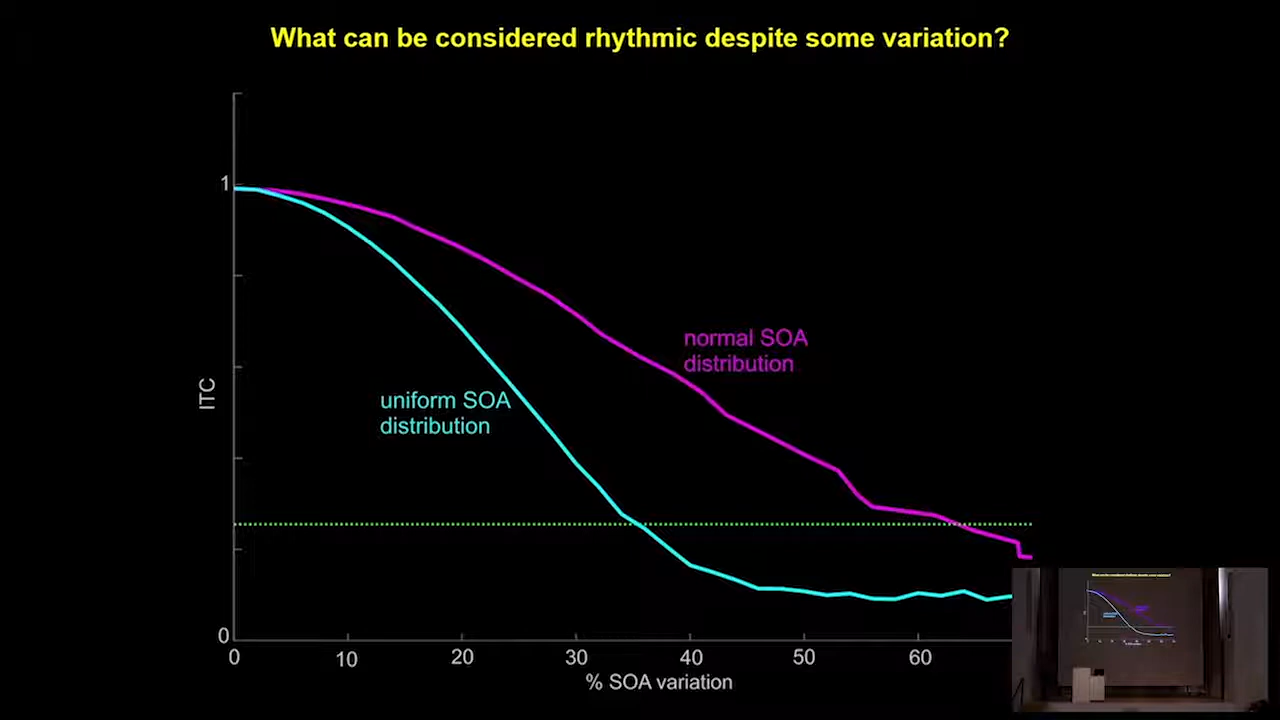 What can be considered rhythmic despite some variation?
1
normal SOA
distribution
ITC
uniform SOA
distribution
0
0 10 20 30 40 50 60
% SOA variation